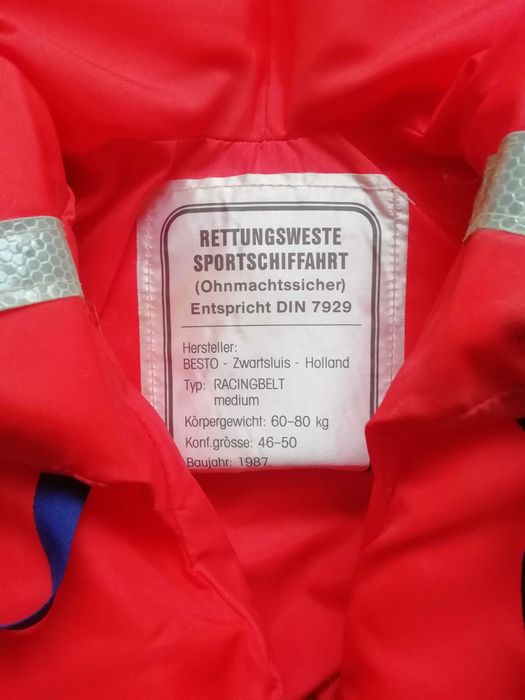 RETTUNGSWESTE
SPORTSCHIFFAHRT
(Ohnmachtssicher)
Entspricht DIN 7929
Hersteller:
BESTO - Zwartsluis - Holland
Typ: RACINGBELT
medium
Körpergewicht: 60-80 kg
Konf.grösse: 46-50
Baujahr: 1987